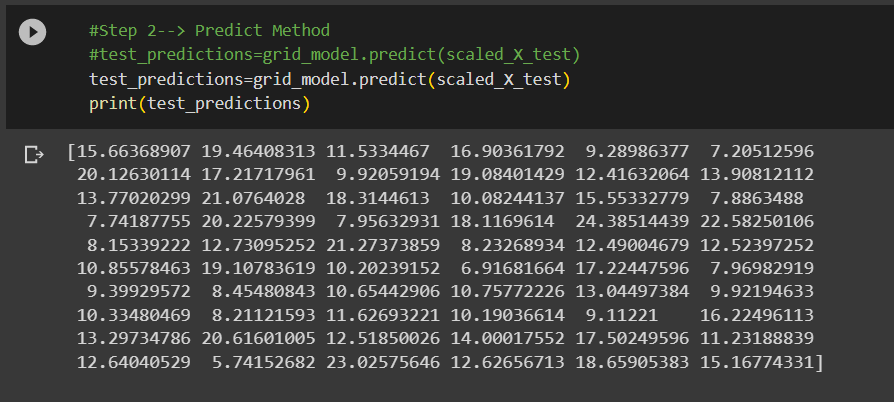 #Step 2--> Predict Method
#test_predictions=grid_model.predict(scaled_X_test)
test_predictions=grid_model.predict(scaled_X_test)
print(test_predictions)
[15.66368907 19.46408313 11.5334467  16.90361792  9.28986377  7.20512596
 20.12630114 17.21717961  9.92059194 19.08401429 12.41632064 13.90812112
 13.77020299 21.0764028  18.3144613  10.08244137 15.55332779  7.8863488
  7.74187755 20.22579399  7.95632931 18.1169614  24.38514439 22.58250106
  8.15339222 12.73095252 21.27373859  8.23268934 12.49004679 12.52397252
 10.85578463 19.10783619 10.20239152  6.91681664 17.22447596  7.96982919
  9.39929572  8.45480843 10.65442906 10.75772226 13.04497384  9.92194633
 10.33480469  8.21121593 11.62693221 10.19036614  9.11221    16.22496113
 13.29734786 20.61601005 12.51850026 14.00017552 17.50249596 11.23188839
 12.64040529  5.74152682 23.02575646 12.62656713 18.65905383 15.16774331]